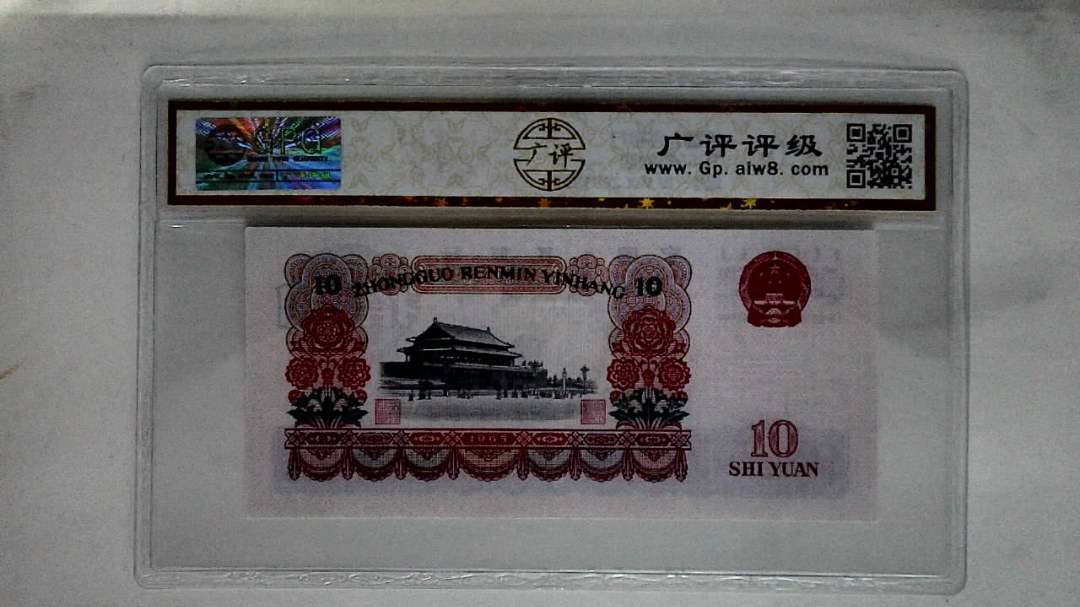 广评
广评评级
www.Gp.alw8.com
10 ZHONGGUO RENMIN YINHANG 10
1965
10
SHI YUAN